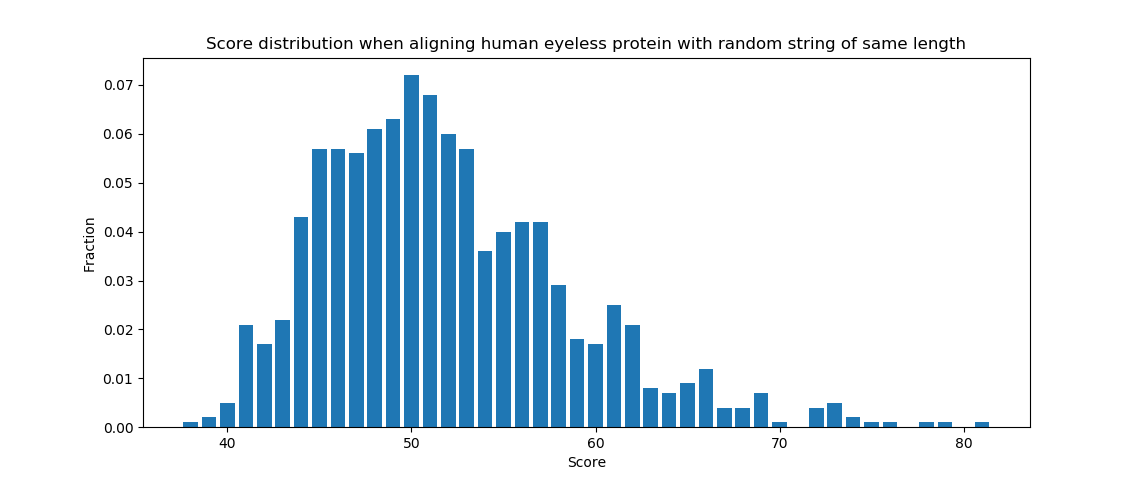 Score distribution when aligning human eyeless protein with random string of same length
0.07
0.06
0.05
0.04
0.03
0.02
0.01
0.00
Fraction
40 50 60 70 80
Score